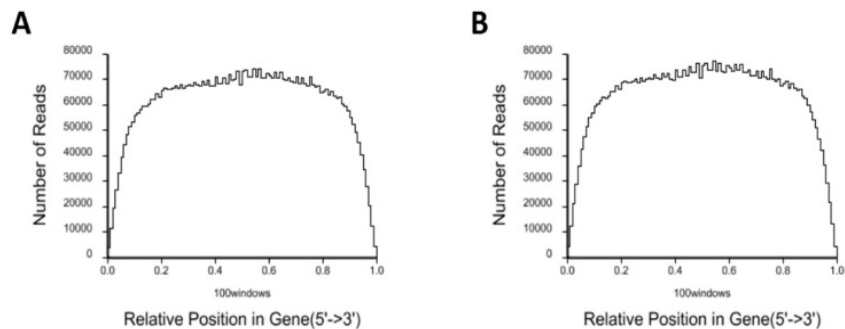 A
Number of Reads
80000
70000
60000
50000
40000
30000
20000
10000
0
0.0 0.2 0.4 0.6 0.8 1.0
100windows
Relative Position in Gene(5'->3')
B
Number of Reads
80000
70000
60000
50000
40000
30000
20000
10000
0
0.0 0.2 0.4 0.6 0.8 1.0
100windows
Relative Position in Gene(5'->3')